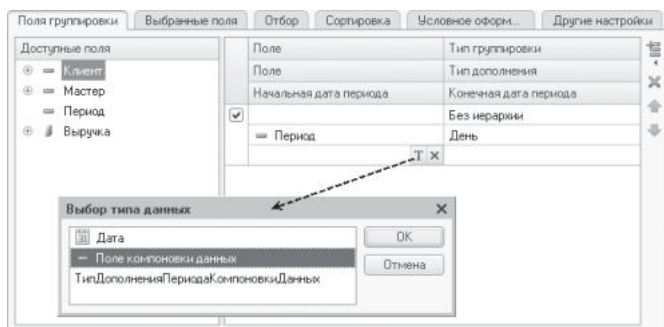 Поля группировки Выбранные поля Отбор Сортировка Условное оформ... Другие настройки
Доступные поля
Клиент
Мастер
Период
Выручка
Поле Тип группировки
Поле Тип дополнения
Начальная дата периода Конечная дата периода
Без иерархии
Период День
T ×
Выбор типа данных
Дата
Поле компоновки данных
ТипДополненияПериодаКомпоновкиДанных
OK
Отмена